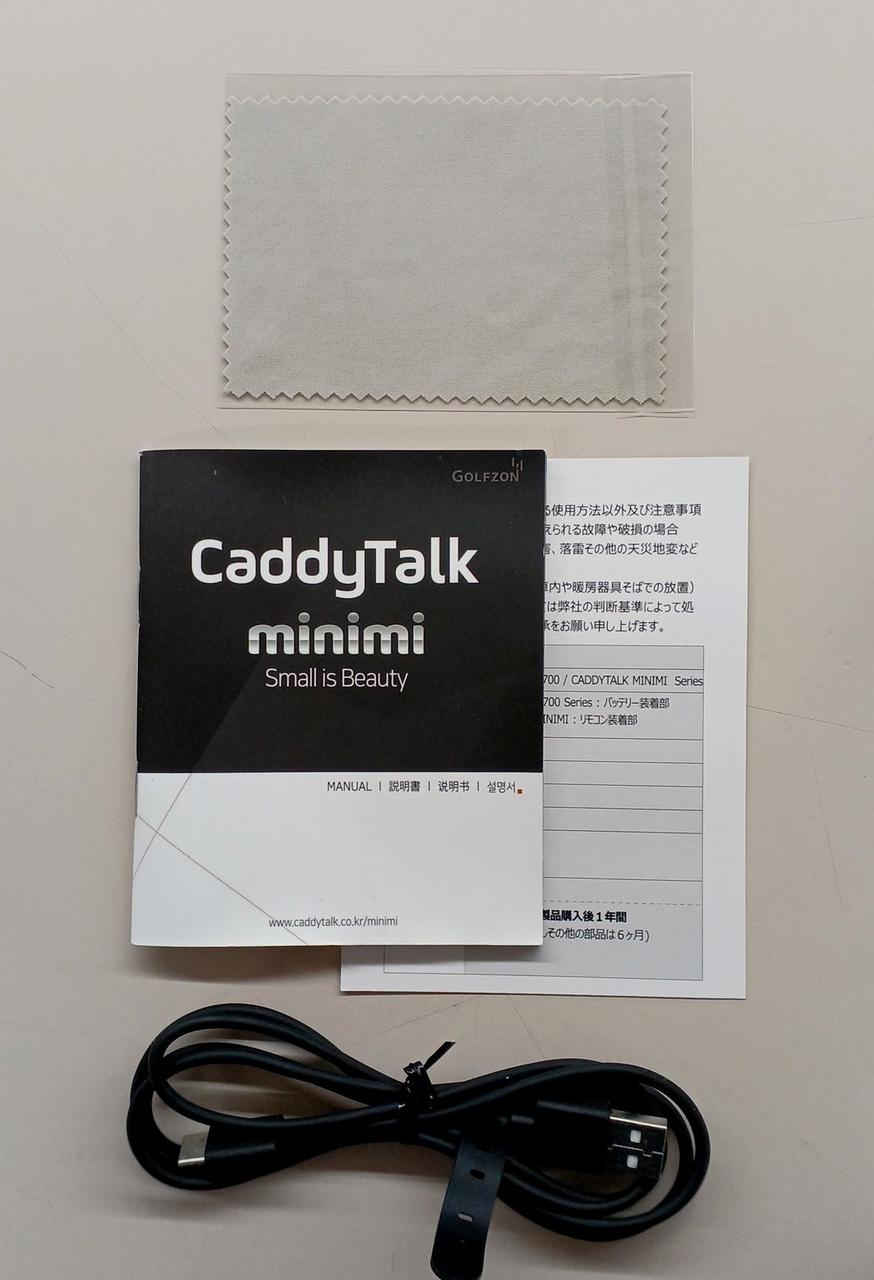 GOLFZON
CaddyTalk
minimi
Small is Beauty
MANUAL | 説明書 | 说明书 | 설명서
www.caddytalk.co.kr/minimi
る使用方法以外及び注意事項
えられる故障や破損の場合
害、落雷その他の天災地変など
車内や暖房器具そばでの放置）
ては弊社の判断基準によって処
承をお願い申し上げます。
700 / CADDYTALK MINIMI Series
700 Series : バッテリー装着部
INIMI : リモコン装着部
製品購入後１年間
その他の部品は６ヶ月)